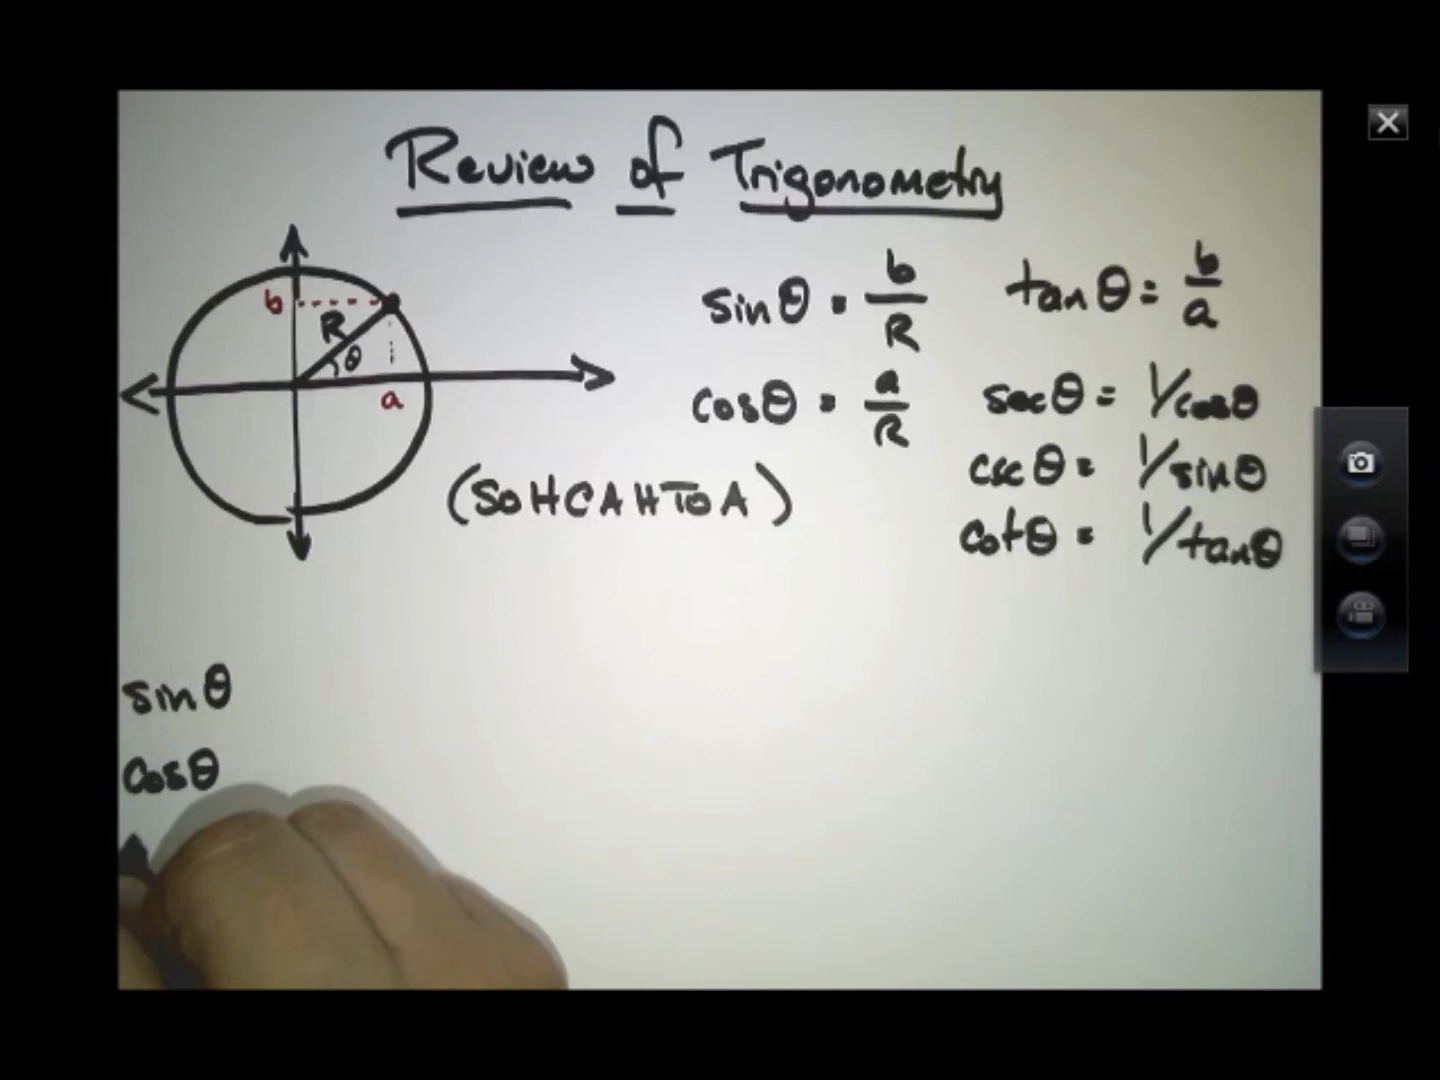 Review of Trigonometry
b
R
θ
a
sinθ = b/R
tanθ = b/a
cosθ = a/R
secθ = 1/cosθ
cscθ = 1/sinθ
cotθ = 1/tanθ
(SOHCAHTOA)
sinθ
cosθ